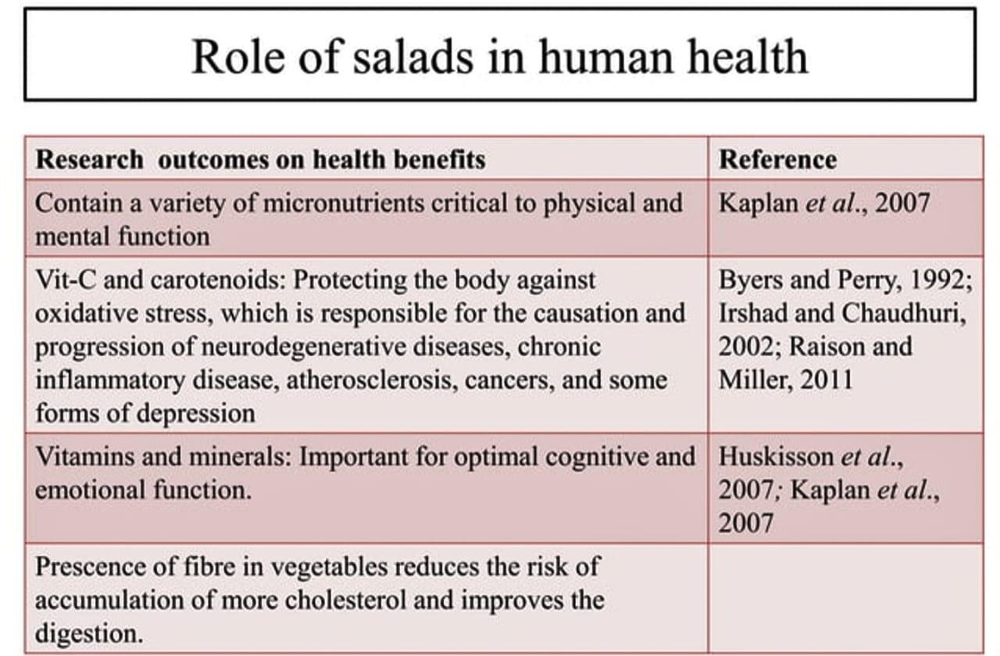 Role of salads in human health
Research outcomes on health benefits
Reference
Contain a variety of micronutrients critical to physical and
mental function
Kaplan et al., 2007
Vit-C and carotenoids: Protecting the body against
oxidative stress, which is responsible for the causation and
progression of neurodegenerative diseases, chronic
inflammatory disease, atherosclerosis, cancers, and some
forms of depression
Byers and Perry, 1992;
Irshad and Chaudhuri,
2002; Raison and
Miller, 2011
Vitamins and minerals: Important for optimal cognitive and
emotional function.
Huskisson et al.,
2007; Kaplan et al.,
2007
Prescence of fibre in vegetables reduces the risk of
accumulation of more cholesterol and improves the
digestion.